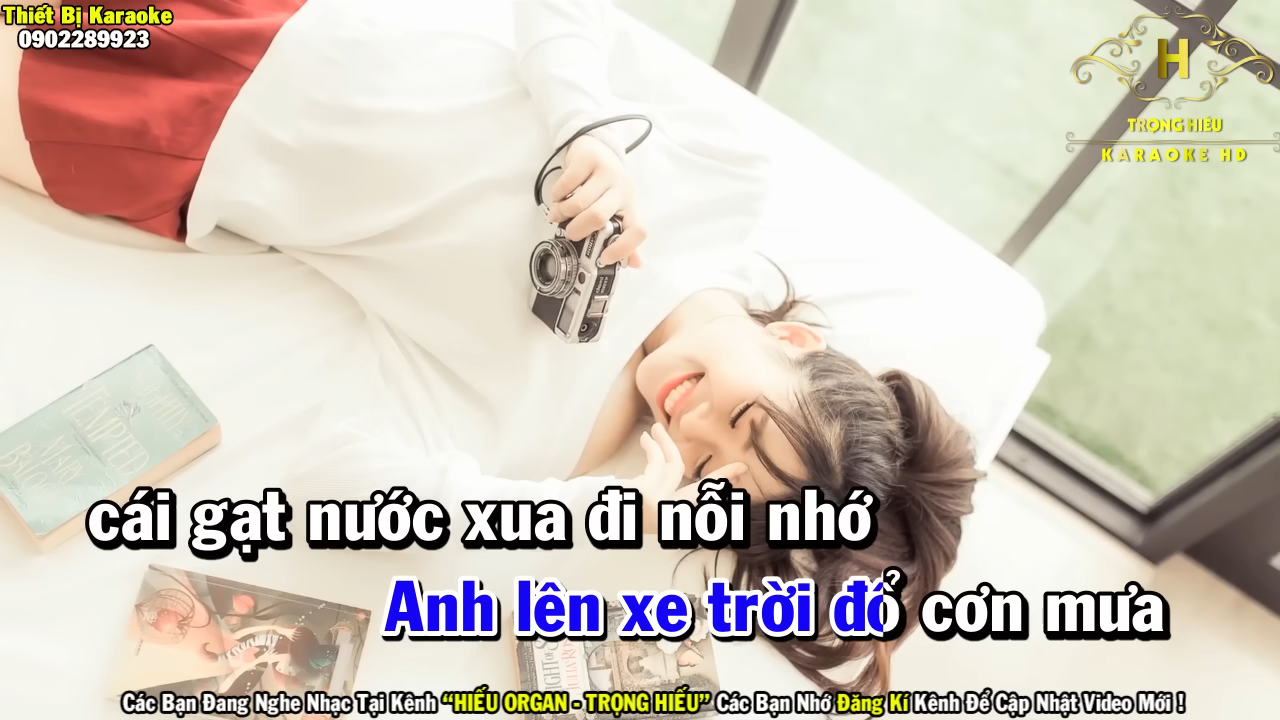 Thiết Bị Karaoke
0902289923
H
TRỌNG HIẾU
KARAOKE HD
TEMPTED
cái gạt nước xua đi nỗi nhớ
Anh lên xe trời đổ cơn mưa
Các Bạn Đang Nghe Nhạc Tại Kênh “HIẾU ORGAN - TRỌNG HIẾU” Các Bạn Nhớ Đăng Kí Kênh Để Cập Nhật Video Mới !